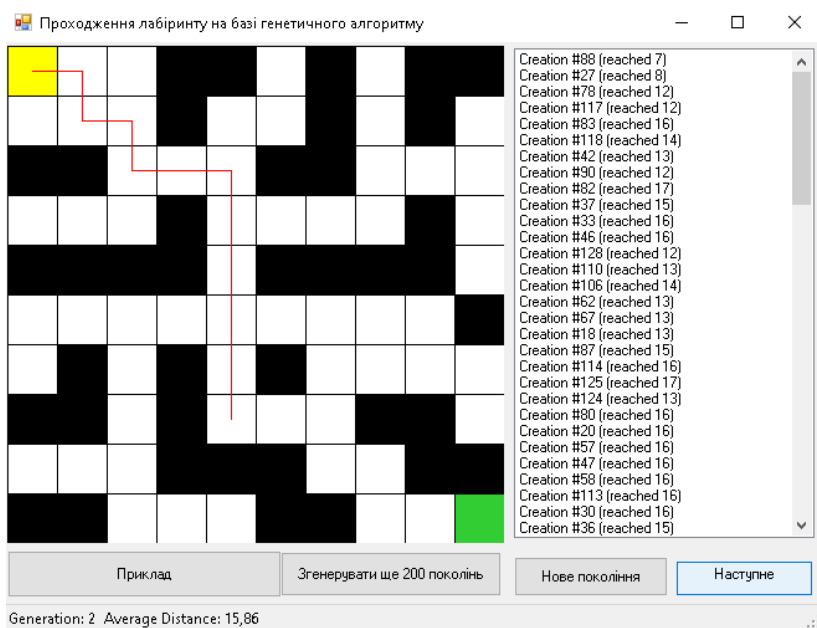 Проходження лабіринту на базі генетичного алгоритму
Creation #88 (reached 7)
Creation #27 (reached 8)
Creation #78 (reached 12)
Creation #117 (reached 12)
Creation #83 (reached 16)
Creation #118 (reached 14)
Creation #42 (reached 13)
Creation #90 (reached 12)
Creation #82 (reached 17)
Creation #37 (reached 15)
Creation #33 (reached 16)
Creation #46 (reached 16)
Creation #128 (reached 12)
Creation #110 (reached 13)
Creation #106 (reached 14)
Creation #62 (reached 13)
Creation #67 (reached 13)
Creation #18 (reached 13)
Creation #87 (reached 15)
Creation #114 (reached 16)
Creation #125 (reached 17)
Creation #124 (reached 13)
Creation #80 (reached 16)
Creation #20 (reached 16)
Creation #57 (reached 16)
Creation #47 (reached 16)
Creation #58 (reached 16)
Creation #113 (reached 16)
Creation #30 (reached 16)
Creation #36 (reached 15)
Приклад
Згенерувати ще 200 поколінь
Нове покоління
Наступне
Generation: 2 Average Distance: 15,86